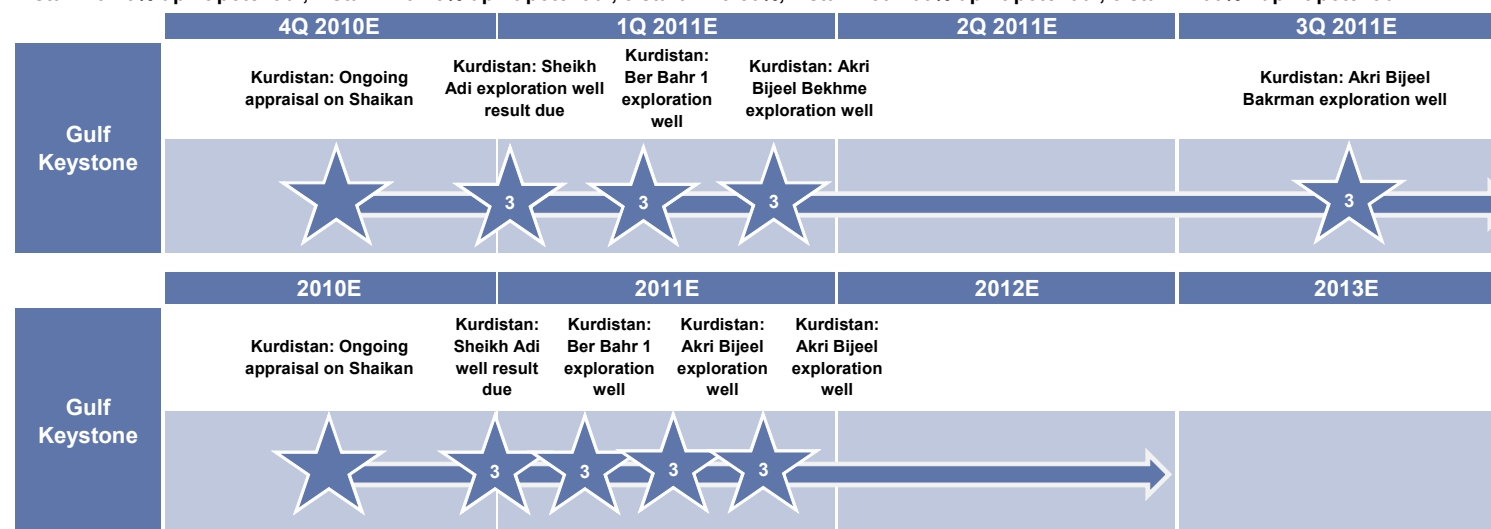 4Q 2010E 1Q 2011E 2Q 2011E 3Q 2011E
Gulf
Keystone
Kurdistan: Ongoing
appraisal on Shaikan
Kurdistan: Sheikh
Adi exploration well
result due
Kurdistan:
Ber Bahr 1
exploration
well
Kurdistan: Akri
Bijeel Bekhme
exploration well
Kurdistan: Akri Bijeel
Bakrman exploration well
3 3 3 3
2010E 2011E 2012E 2013E
Gulf
Keystone
Kurdistan: Ongoing
appraisal on Shaikan
Kurdistan:
Sheikh Adi
well result
due
Kurdistan:
Ber Bahr 1
exploration
well
Kurdistan:
Akri Bijeel
exploration
well
Kurdistan:
Akri Bijeel
exploration
well
3 3 3 3